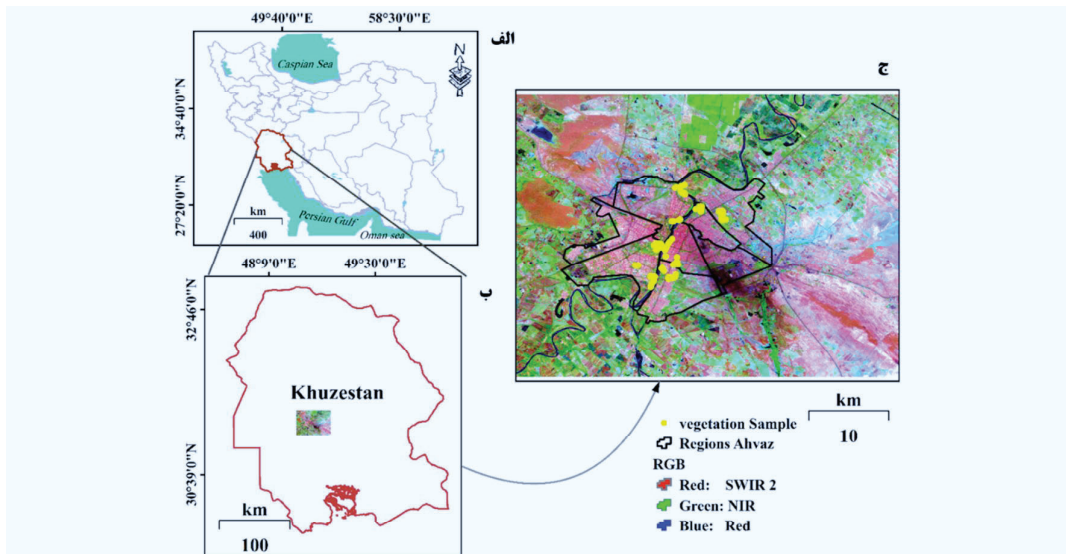 49°40'0"E
58°30'0"E
الف
34°40'0"N
27°20'0"N
Caspian Sea
N
km
400
Persian Gulf
Oman sea
48°9'0"E
49°30'0"E
ب
32°46'0"N
30°39'0"N
Khuzestan
km
100
ج
vegetation Sample
Regions Ahvaz
RGB
Red: SWIR 2
Green: NIR
Blue: Red
km
10